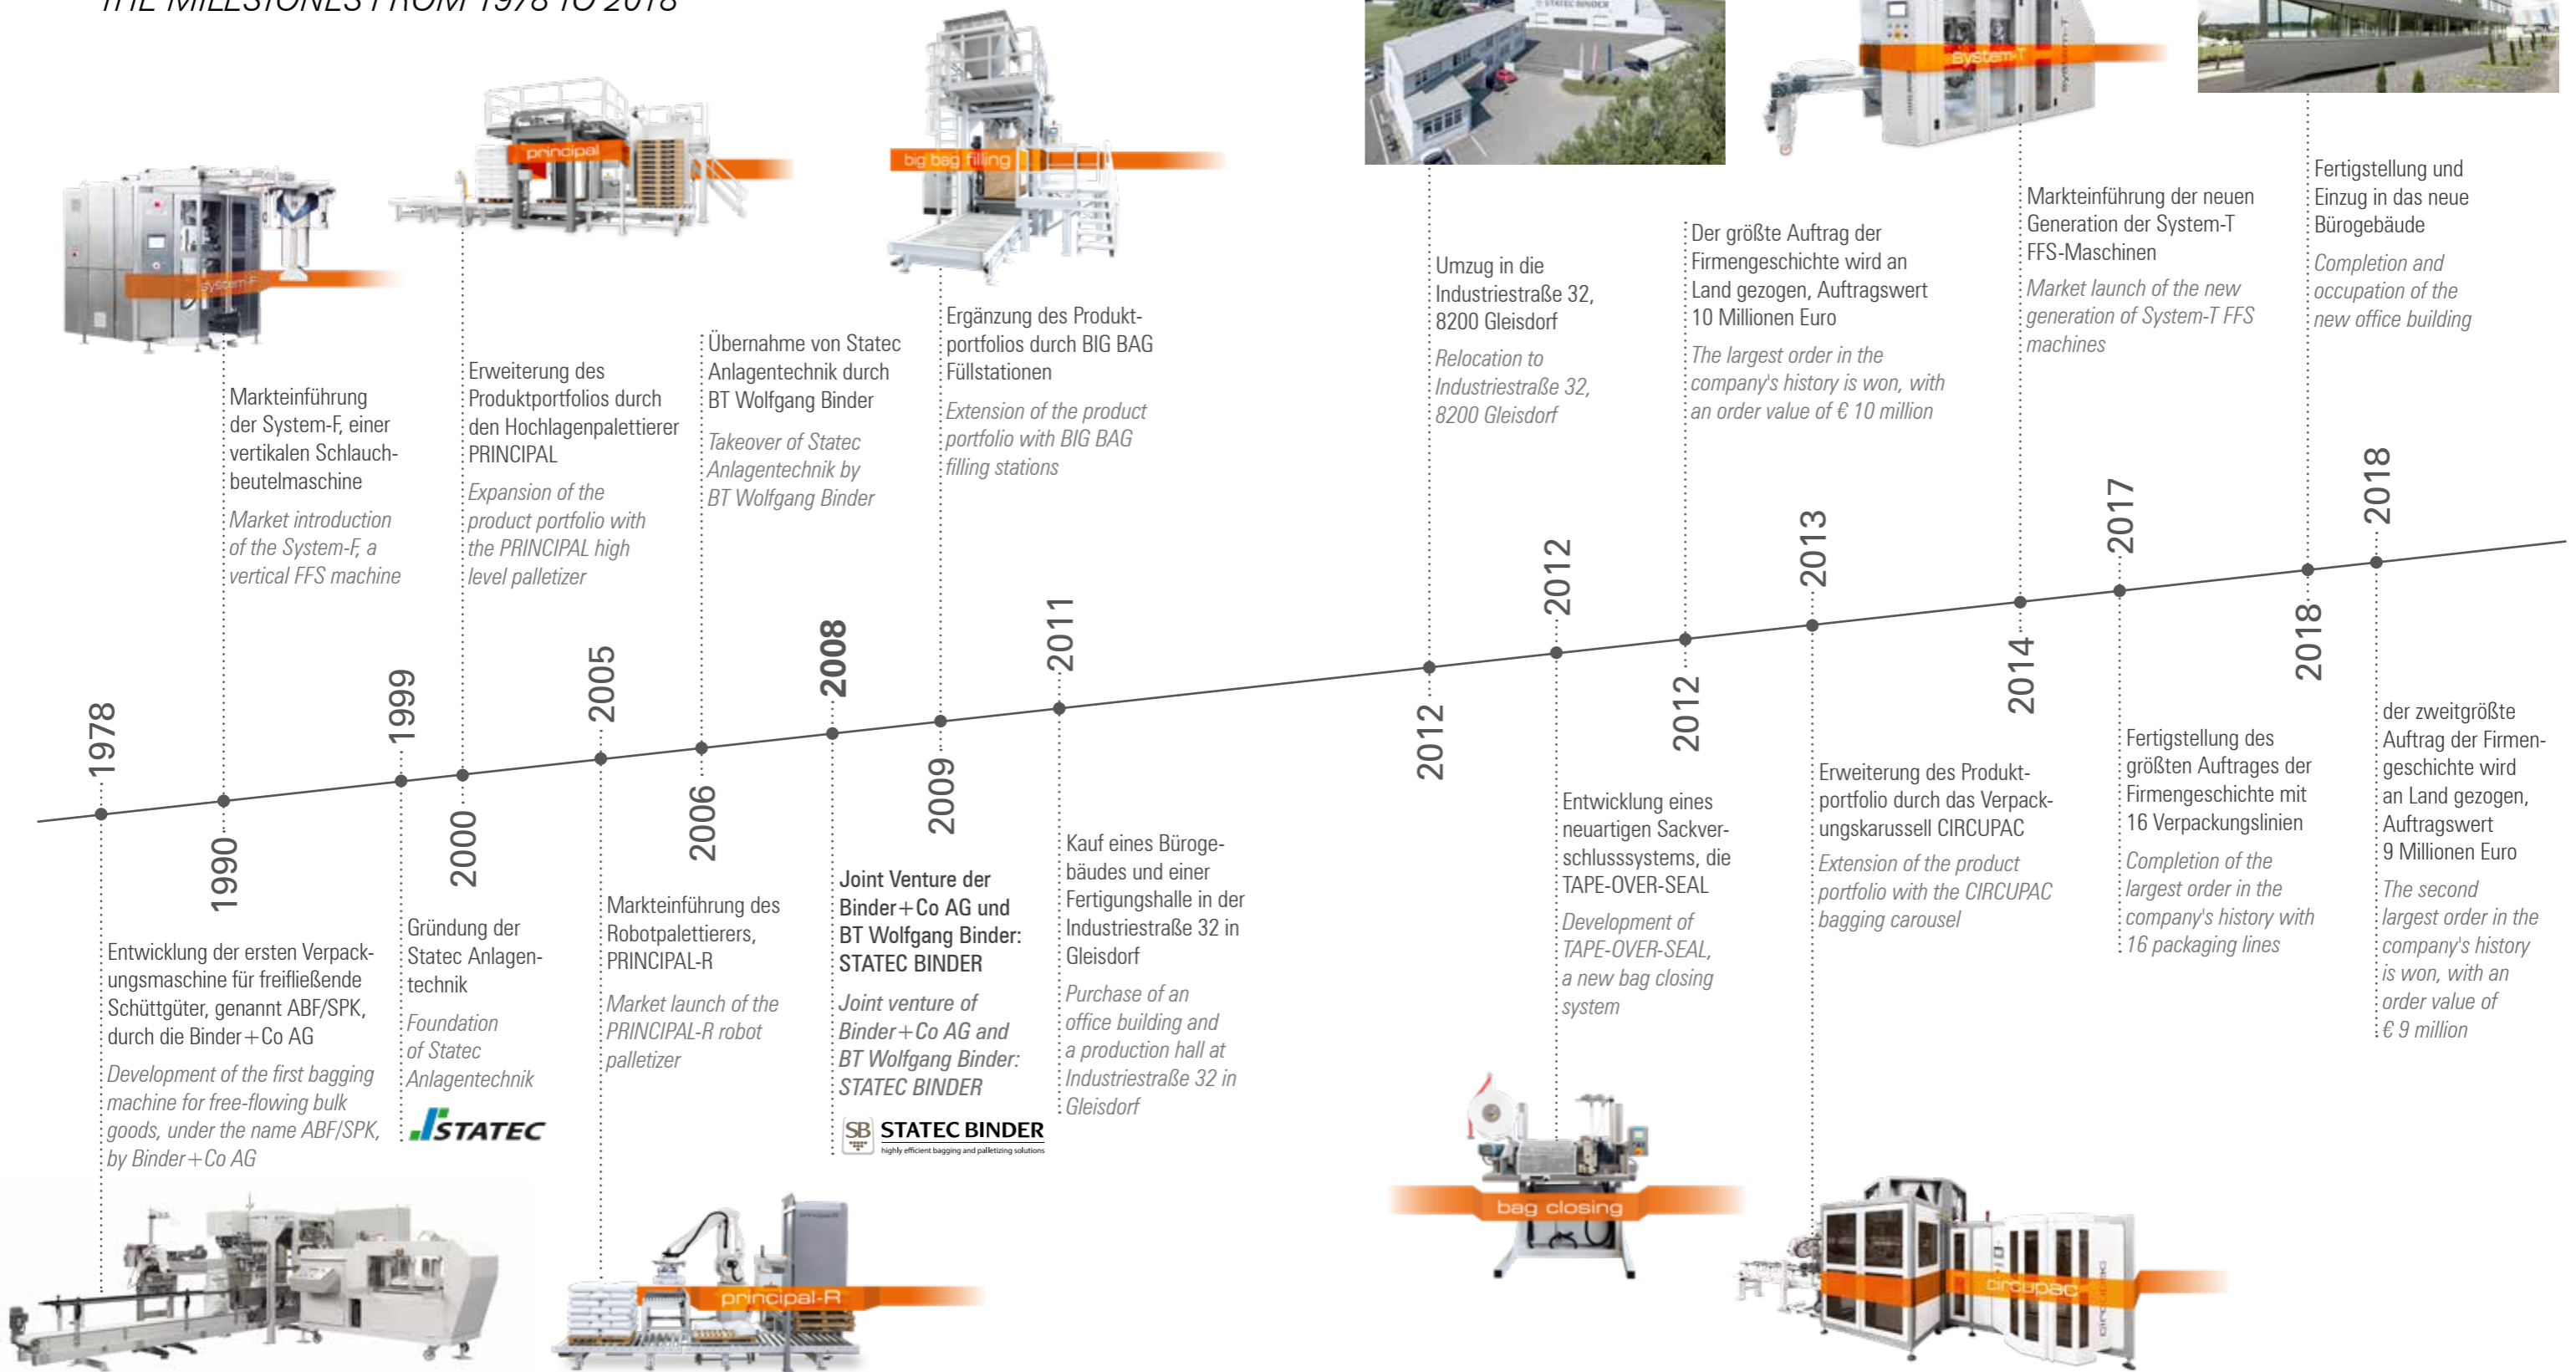 THE MILESTONES FROM 1978 TO 2018
1978
Entwicklung der ersten Verpack-
ungsmaschine für freifließende
Schüttgüter, genannt ABF/SPK,
durch die Binder+Co AG
Development of the first bagging
machine for free-flowing bulk
goods, under the name ABF/SPK,
by Binder+Co AG
system-F
Markteinführung
der System-F, einer
vertikalen Schlauch-
beutelmaschine
Market introduction
of the System-F, a
vertical FFS machine
1990
1999
Gründung der
Statec Anlagen-
technik
Foundation
of Statec
Anlagentechnik
STATEC
principal
Erweiterung des
Produktportfolios durch
den Hochlagenpalettierer
PRINCIPAL
Expansion of the
product portfolio with
the PRINCIPAL high
level palletizer
2000
2005
Markteinführung des
Robotpalettierers,
PRINCIPAL-R
Market launch of the
PRINCIPAL-R robot
palletizer
principal-R
principal-R
Übernahme von Statec
Anlagentechnik durch
BT Wolfgang Binder
Takeover of Statec
Anlagentechnik by
BT Wolfgang Binder
2006
2008
Joint Venture der
Binder+Co AG und
BT Wolfgang Binder:
STATEC BINDER
Joint venture of
Binder+Co AG and
BT Wolfgang Binder:
STATEC BINDER
SB STATEC BINDER
highly efficient bagging and palletizing solutions
big bag filling
Ergänzung des Produkt-
portfolios durch BIG BAG
Füllstationen
Extension of the product
portfolio with BIG BAG
filling stations
2009
2011
Kauf eines Büroge-
bäudes und einer
Fertigungshalle in der
Industriestraße 32 in
Gleisdorf
Purchase of an
office building and
a production hall at
Industriestraße 32 in
Gleisdorf
STATEC BINDER
Umzug in die
Industriestraße 32,
8200 Gleisdorf
Relocation to
Industriestraße 32,
8200 Gleisdorf
2012
2012
Entwicklung eines
neuartigen Sackver-
schlusssystems, die
TAPE-OVER-SEAL
Development of
TAPE-OVER-SEAL,
a new bag closing
system
bag closing
Der größte Auftrag der
Firmengeschichte wird an
Land gezogen, Auftragswert
10 Millionen Euro
The largest order in the
company's history is won, with
an order value of € 10 million
2012
2013
Erweiterung des Produkt-
portfolio durch das Verpack-
ungskarussell CIRCUPAC
Extension of the product
portfolio with the CIRCUPAC
bagging carousel
circupac
circupac
system-T
system-T
Markteinführung der neuen
Generation der System-T
FFS-Maschinen
Market launch of the new
generation of System-T FFS
machines
2014
2017
Fertigstellung des
größten Auftrages der
Firmengeschichte mit
16 Verpackungslinien
Completion of the
largest order in the
company's history with
16 packaging lines
Fertigstellung und
Einzug in das neue
Bürogebäude
Completion and
occupation of the
new office building
2018
2018
der zweitgrößte
Auftrag der Firmen-
geschichte wird
an Land gezogen,
Auftragswert
9 Millionen Euro
The second
largest order in the
company's history
is won, with an
order value of
€ 9 million